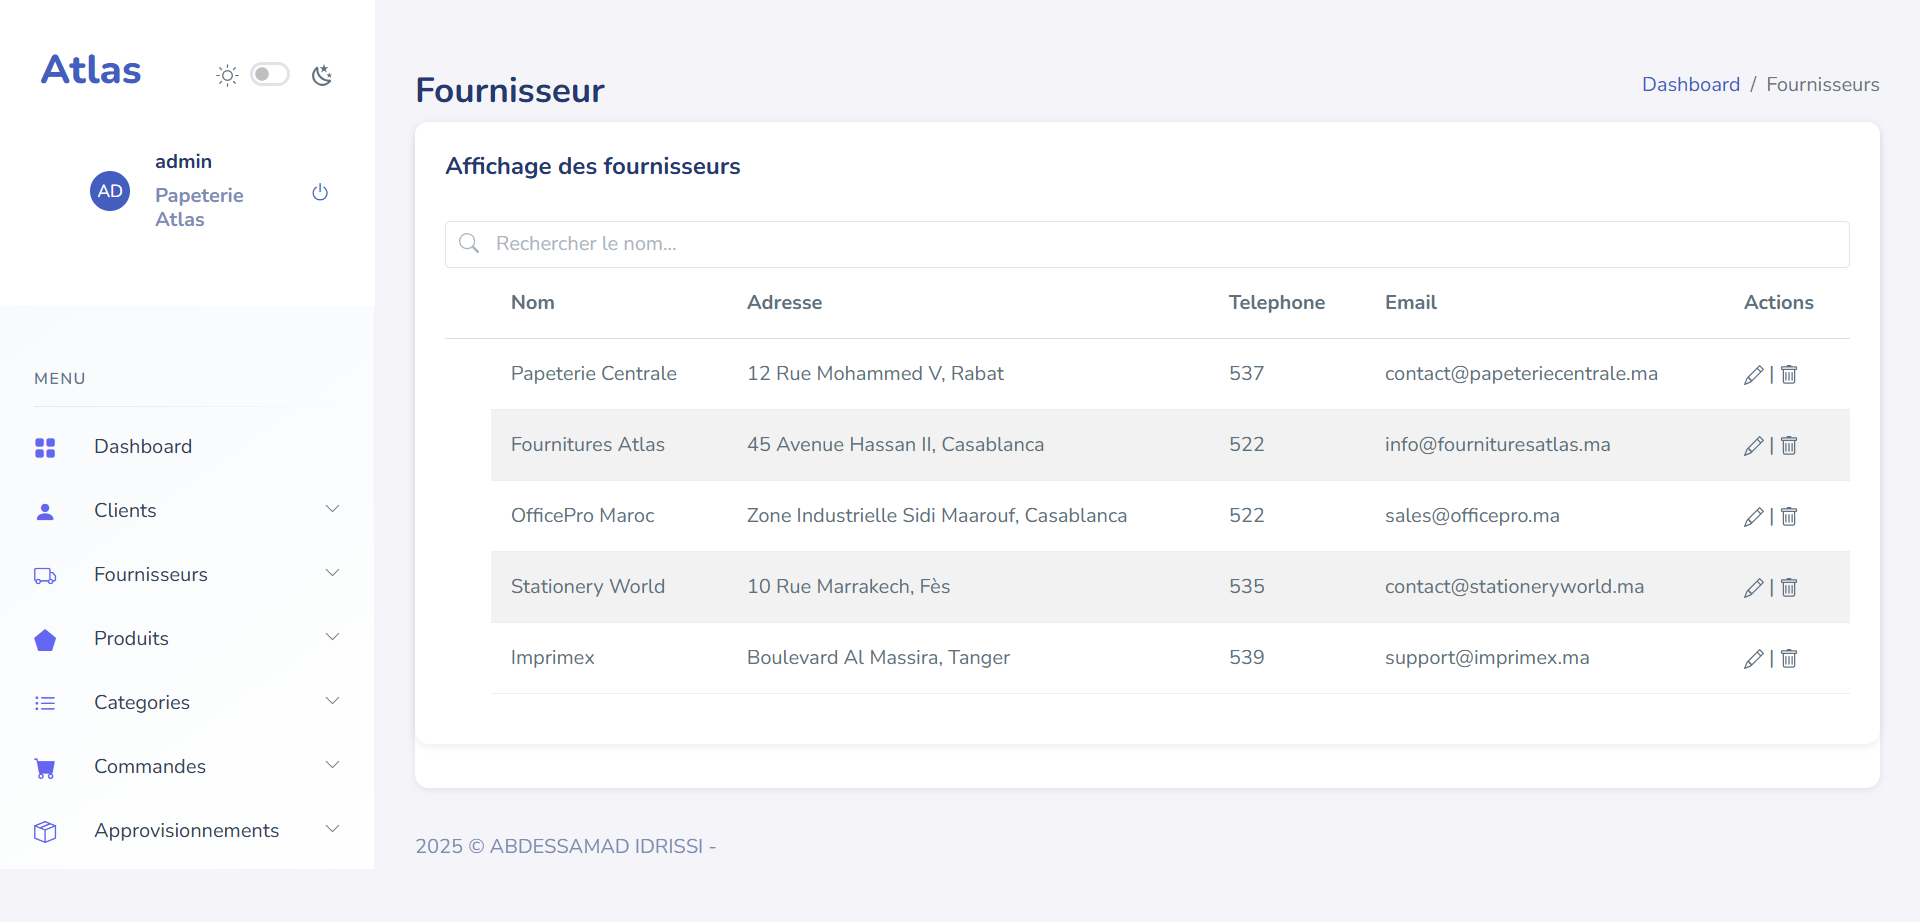 Atlas
AD
admin
Papeterie
Atlas
MENU
Dashboard
Clients
Fournisseurs
Produits
Categories
Commandes
Approvisionnements
Fournisseur
Dashboard / Fournisseurs
Affichage des fournisseurs
Rechercher le nom...
Nom Adresse Telephone Email Actions
Papeterie Centrale 12 Rue Mohammed V, Rabat 537 contact@papeteriecentrale.ma |
Fournitures Atlas 45 Avenue Hassan II, Casablanca 522 info@fournituresatlas.ma |
OfficePro Maroc Zone Industrielle Sidi Maarouf, Casablanca 522 sales@officepro.ma |
Stationery World 10 Rue Marrakech, Fès 535 contact@stationeryworld.ma |
Imprimex Boulevard Al Massira, Tanger 539 support@imprimex.ma |
2025 © ABDESSAMAD IDRISSI -